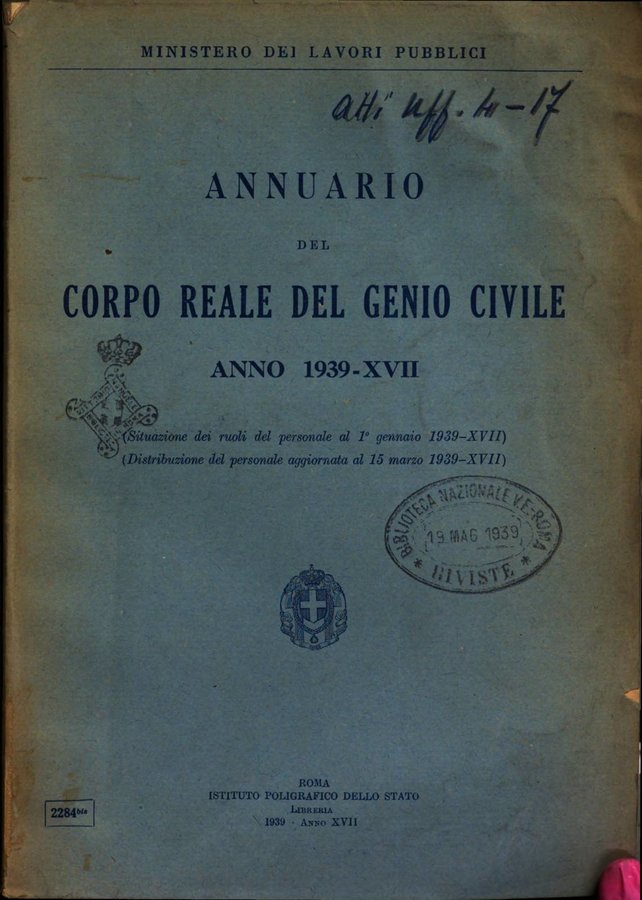 MINISTERO DEI LAVORI PUBBLICI
Atti uff. 10-17
ANNUARIO
DEL
CORPO REALE DEL GENIO CIVILE
ANNO 1939-XVII
(Situazione dei ruoli del personale al 1° gennaio 1939-XVII)
(Distribuzione del personale aggiornata al 15 marzo 1939-XVII)
BIBLIOTECA NAZIONALE V.E. ROMA
19 MAG 1939
* RIVISTE *
ROMA
ISTITUTO POLIGRAFICO DELLO STATO
LIBRERIA
1939 - ANNO XVII
2284bis